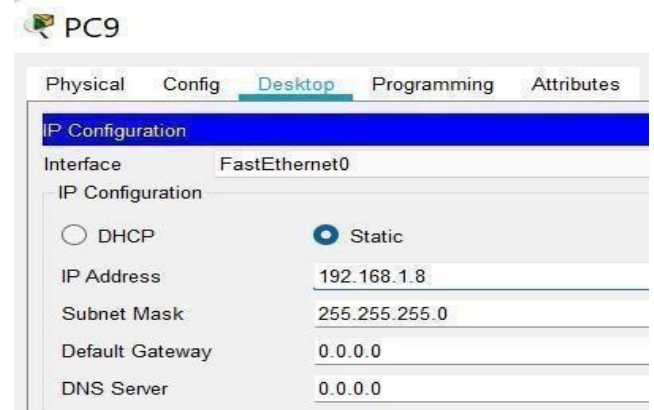 PC9
Physical Config Desktop Programming Attributes
IP Configuration
Interface FastEthernet0
IP Configuration
DHCP Static
IP Address 192.168.1.8
Subnet Mask 255.255.255.0
Default Gateway 0.0.0.0
DNS Server 0.0.0.0